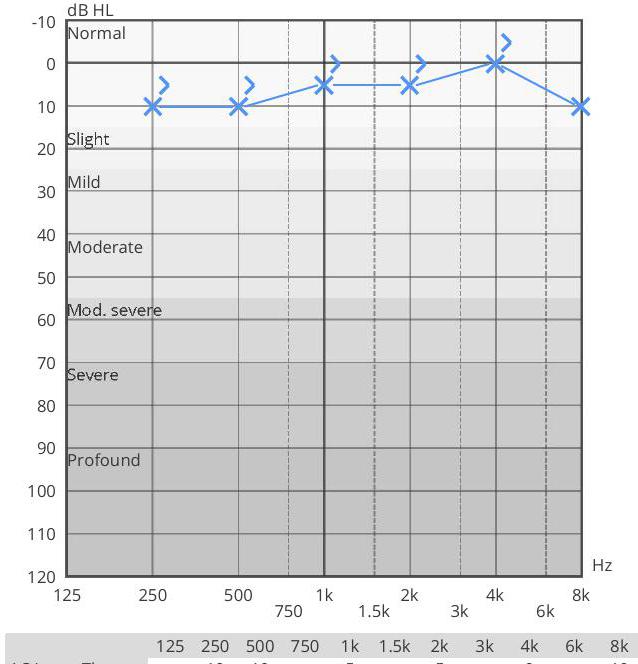 dB HL
-10
Normal
0
10
Slight
20
Mild
30
40
Moderate
50
Mod. severe
60
70
Severe
80
90
Profound
100
110
120
Hz
125 250 500 1k 2k 4k 8k
750 1.5k 3k 6k
125 250 500 750 1k 1.5k 2k 3k 4k 6k 8k